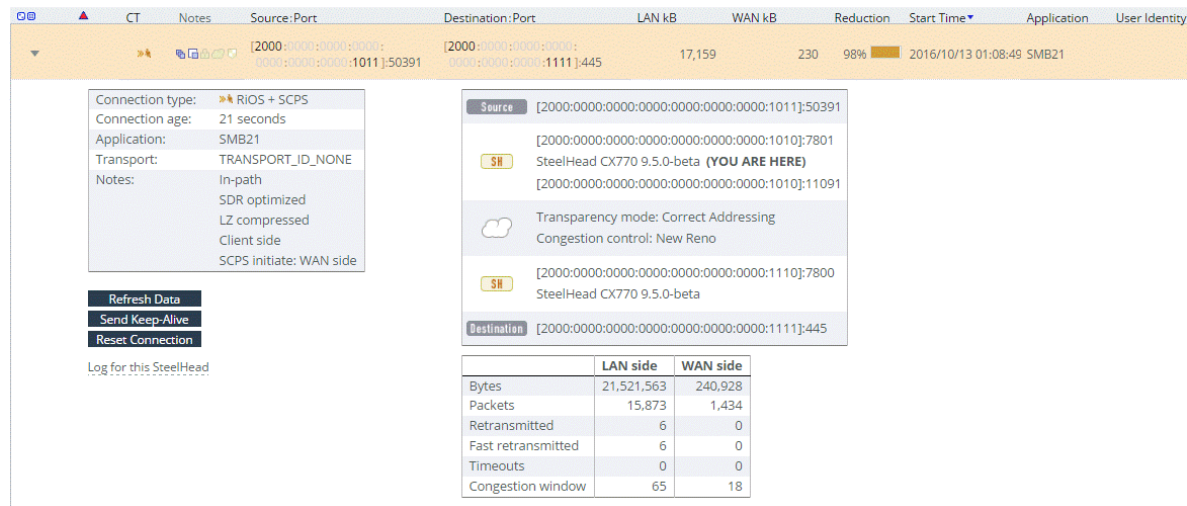 CT Notes Source:Port Destination:Port LAN kB WAN kB Reduction Start Time▾ Application User Identity
[2000:0000:0000:0000: [2000:0000:0000:0000: 17,159 230 98% 2016/10/13 01:08:49 SMB21
0000:0000:0000:1011]:50391 0000:0000:0000:1111]:445
Connection type: RiOS + SCPS
Connection age: 21 seconds
Application: SMB21
Transport: TRANSPORT_ID_NONE
Notes: In-path
SDR optimized
LZ compressed
Client side
SCPS initiate: WAN side
Refresh Data
Send Keep-Alive
Reset Connection
Log for this SteelHead
Source [2000:0000:0000:0000:0000:0000:0000:1011]:50391
[2000:0000:0000:0000:0000:0000:0000:1010]:7801
SH SteelHead CX770 9.5.0-beta (YOU ARE HERE)
[2000:0000:0000:0000:0000:0000:0000:1010]:11091
Transparency mode: Correct Addressing
Congestion control: New Reno
[2000:0000:0000:0000:0000:0000:0000:1110]:7800
SH SteelHead CX770 9.5.0-beta
Destination [2000:0000:0000:0000:0000:0000:0000:1111]:445
LAN side WAN side
Bytes 21,521,563 240,928
Packets 15,873 1,434
Retransmitted 6 0
Fast retransmitted 6 0
Timeouts 0 0
Congestion window 65 18